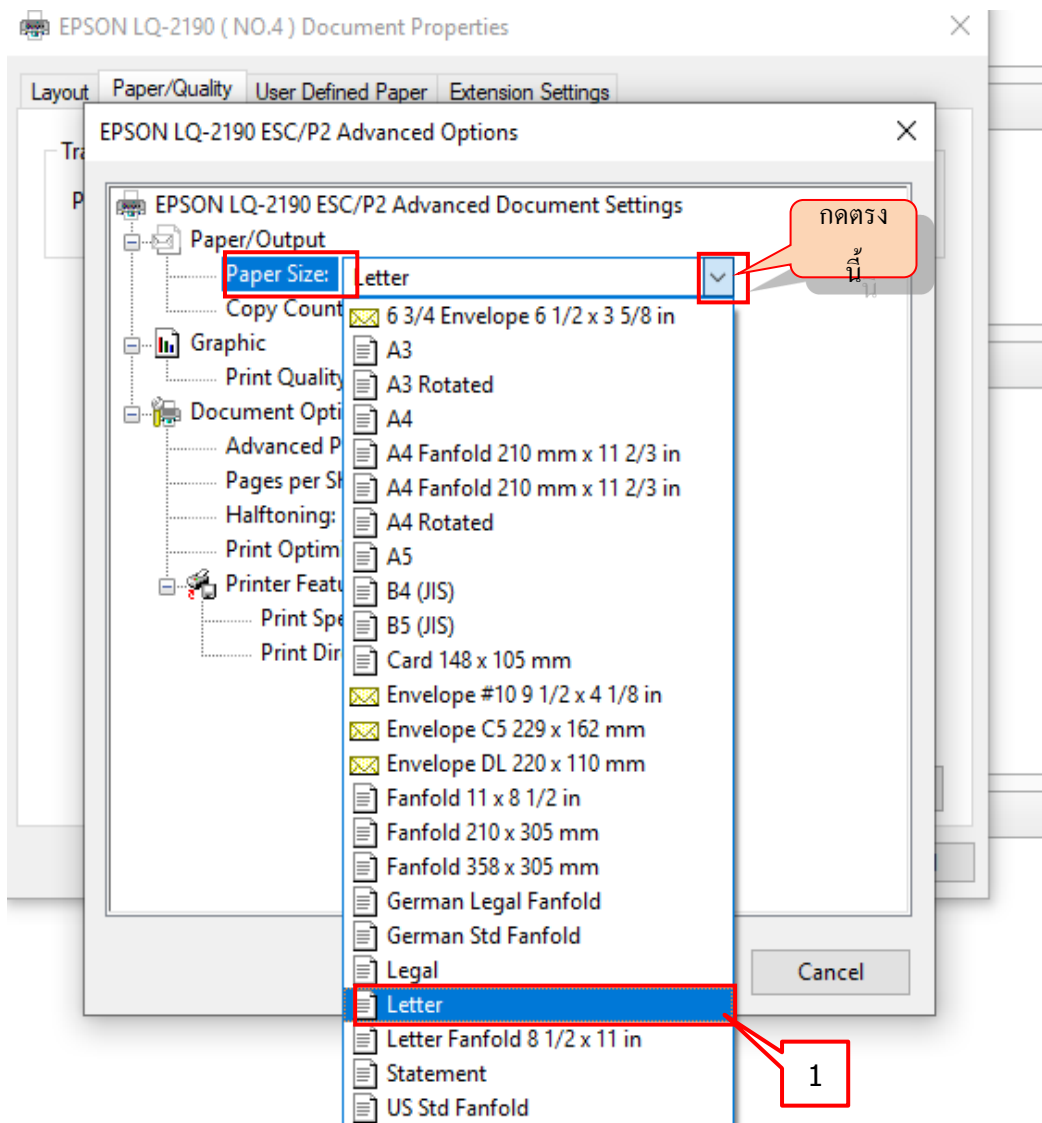 EPSON LQ-2190 ( NO.4 ) Document Properties
Layout Paper/Quality User Defined Paper Extension Settings
EPSON LQ-2190 ESC/P2 Advanced Options
EPSON LQ-2190 ESC/P2 Advanced Document Settings
กดตรง
นี้
Paper/Output
Paper Size: Letter
Copy Count
6 3/4 Envelope 6 1/2 x 3 5/8 in
Graphic
A3
Print Quality
A3 Rotated
Document Opti
A4
Advanced P
A4 Fanfold 210 mm x 11 2/3 in
Pages per Sh
A4 Fanfold 210 mm x 11 2/3 in
Halftoning:
A4 Rotated
Print Optim
A5
Printer Featu
B4 (JIS)
Print Spe
B5 (JIS)
Print Dir
Card 148 x 105 mm
Envelope #10 9 1/2 x 4 1/8 in
Envelope C5 229 x 162 mm
Envelope DL 220 x 110 mm
Fanfold 11 x 8 1/2 in
Fanfold 210 x 305 mm
Fanfold 358 x 305 mm
German Legal Fanfold
German Std Fanfold
Legal
Cancel
Letter
Letter Fanfold 8 1/2 x 11 in
1
Statement
US Std Fanfold